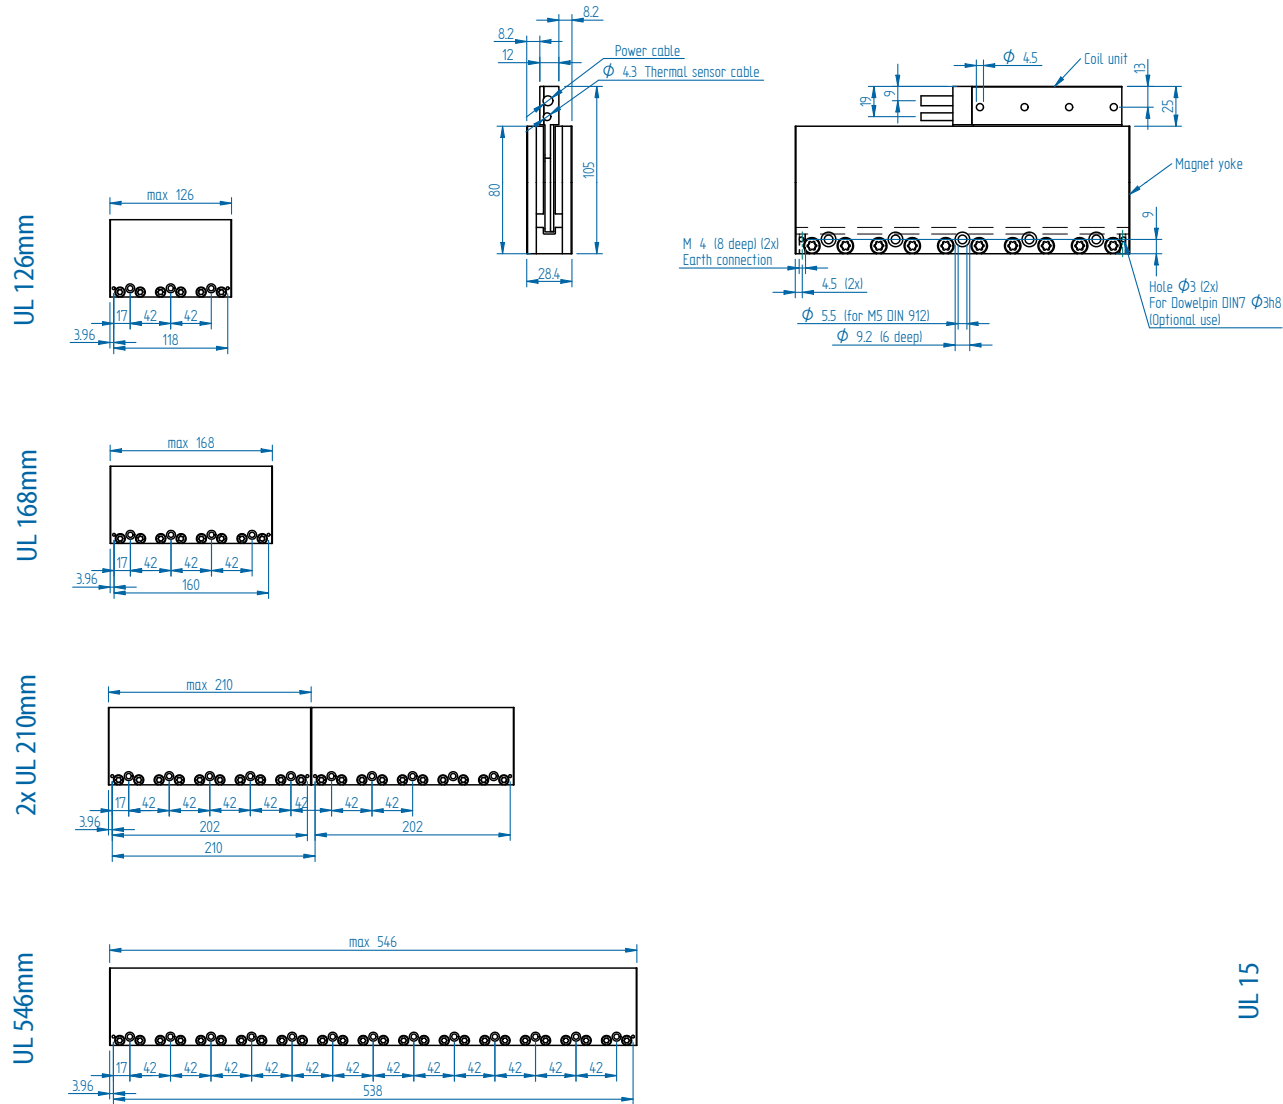 8.2
8.2
12
Power cable
Φ 4.3 Thermal sensor cable
80
105
28.4
Φ 4.5
Coil unit
13
25
19
9
Magnet yoke
9
M 4 (8 deep) (2x)
Earth connection
4.5 (2x)
Φ 5.5 (for M5 DIN 912)
Φ 9.2 (6 deep)
Hole Φ3 (2x)
For Dowelpin DIN7 Φ3h8
(Optional use)
UL 126mm
max 126
17 42 42
3.96
118
UL 168mm
max 168
17 42 42 42
3.96
160
2x UL 210mm
max 210
17 42 42 42 42 42 42 42
3.96
202 202
210
UL 546mm
max 546
17 42 42 42 42 42 42 42 42 42 42 42 42
3.96
538
UL 15